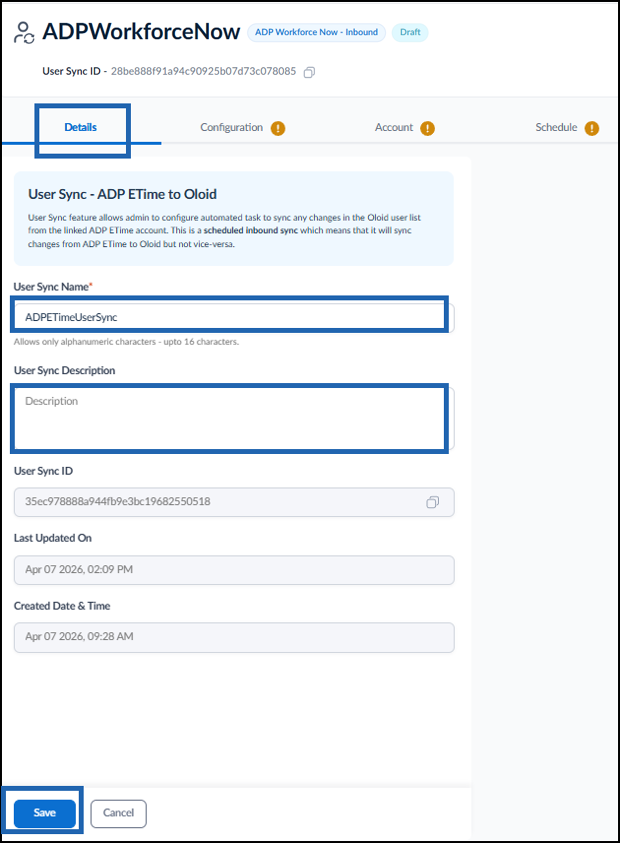 ADPWorkforceNow ADP Workforce Now - Inbound Draft
User Sync ID - 28be888f91a94c90925b07d73c078085
Details Configuration ! Account ! Schedule !
User Sync - ADP ETime to Oloid
User Sync feature allows admin to configure automated task to sync any changes in the Oloid user list
from the linked ADP ETime account. This is a scheduled inbound sync which means that it will sync
changes from ADP ETime to Oloid but not vice-versa.
User Sync Name*
ADPETimeUserSync
Allows only alphanumeric characters - upto 16 characters.
User Sync Description
Description
User Sync ID
35ec978888a944fb9e3bc19682550518
Last Updated On
Apr 07 2026, 02:09 PM
Created Date & Time
Apr 07 2026, 09:28 AM
Save Cancel